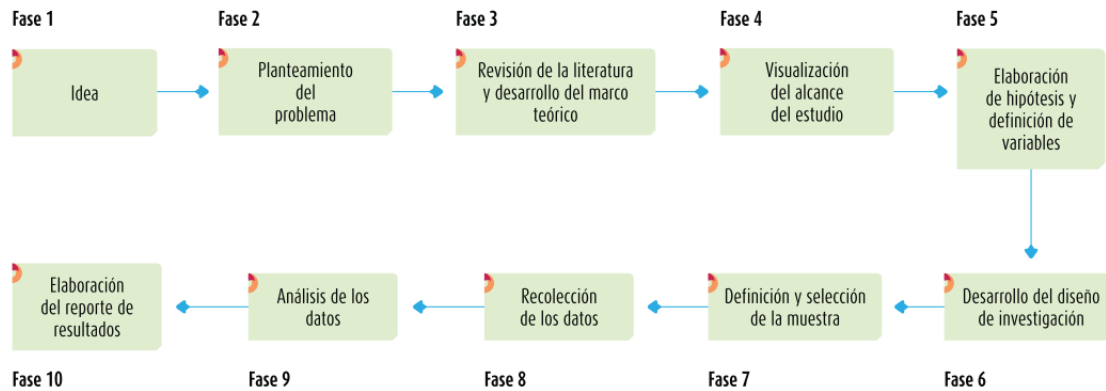 Fase 1
Idea
Fase 2
Planteamiento
del
problema
Fase 3
Revisión de la literatura
y desarrollo del marco
teórico
Fase 4
Visualización
del alcance
del estudio
Fase 5
Elaboración
de hipótesis y
definición de
variables
Desarrollo del diseño
de investigación
Fase 6
Definición y selección
de la muestra
Fase 7
Recolección
de los datos
Fase 8
Análisis de los
datos
Fase 9
Elaboración
del reporte de
resultados
Fase 10